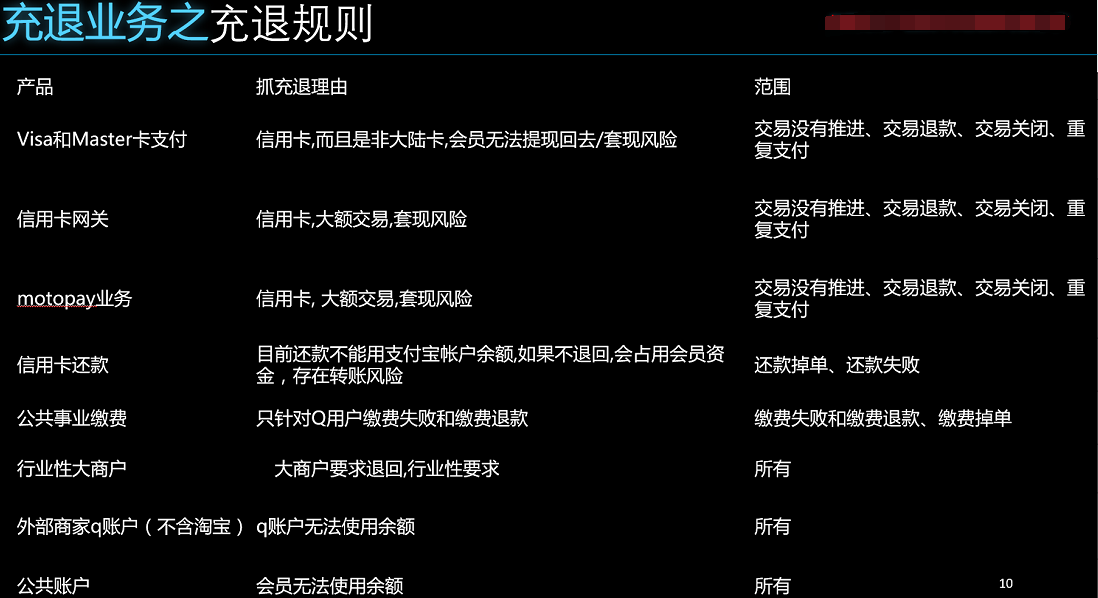 充退业务之充退规则
产品 抓充退理由 范围
Visa和Master卡支付 信用卡,而且是非大陆卡,会员无法提现回去/套现风险 交易没有推进、交易退款、交易关闭、重
复支付
信用卡网关 信用卡,大额交易,套现风险 交易没有推进、交易退款、交易关闭、重
复支付
motopay业务 信用卡, 大额交易,套现风险 交易没有推进、交易退款、交易关闭、重
复支付
信用卡还款 目前还款不能用支付宝帐户余额,如果不退回,会占用会员资
金，存在转账风险 还款掉单、还款失败
公共事业缴费 只针对Q用户缴费失败和缴费退款 缴费失败和缴费退款、缴费掉单
行业性大商户 大商户要求退回,行业性要求 所有
外部商家q账户（不含淘宝） q账户无法使用余额 所有
公共账户 会员无法使用余额 所有
10